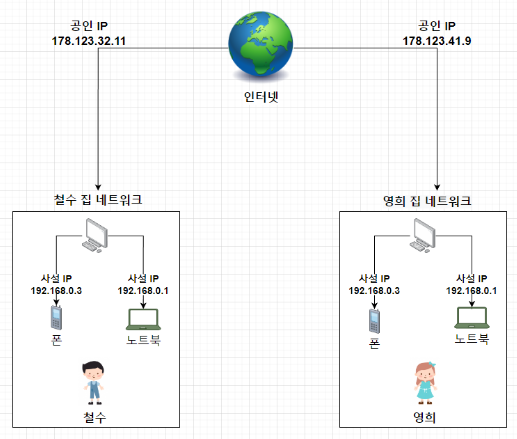 공인 IP
178.123.32.11
공인 IP
178.123.41.9
인터넷
철수 집 네트워크
영희 집 네트워크
사설 IP
192.168.0.3
사설 IP
192.168.0.1
사설 IP
192.168.0.3
사설 IP
192.168.0.1
폰
노트북
폰
노트북
철수
영희